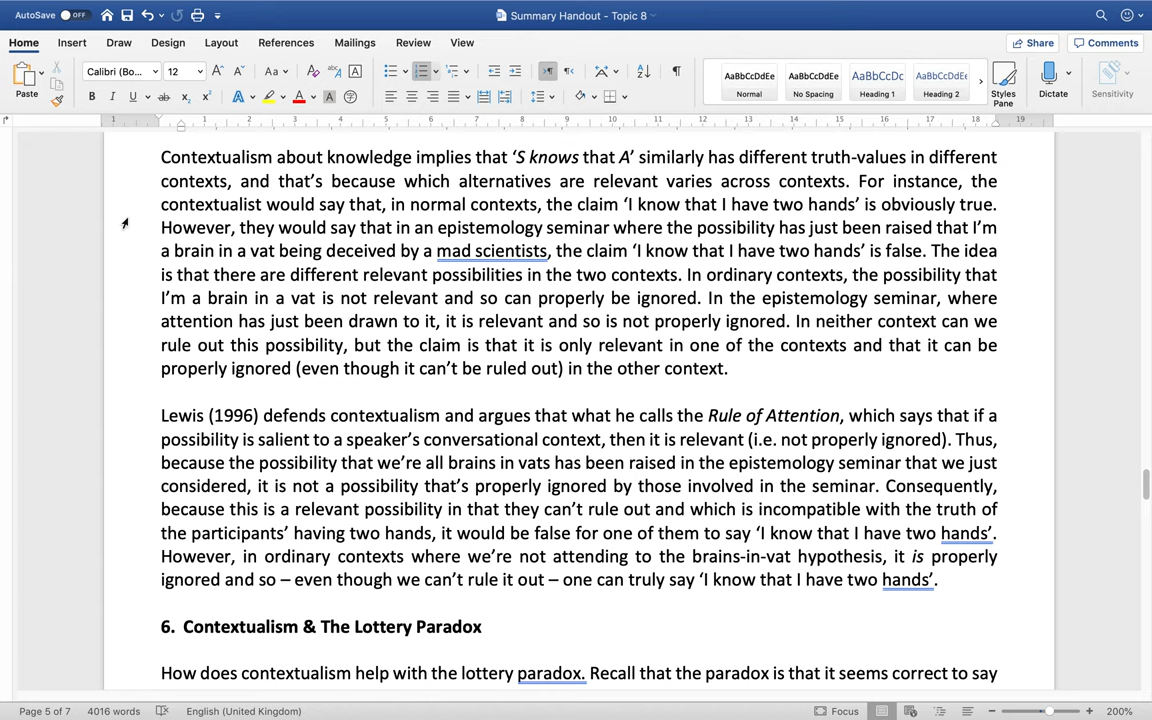 AutoSave OFF
Summary Handout - Topic 8
Home Insert Draw Design Layout References Mailings Review View
Share Comments
Paste
Calibri (Bo... 12
AaBbCcDdEe AaBbCcDdEe AaBbCcDc AaBbCcDdEe
Normal No Spacing Heading 1 Heading 2
Styles Pane
Dictate
Sensitivity
1 1 2 3 4 5 6 7 8 9 10 11 12 13 14 15 16 17 18 19
Contextualism about knowledge implies that ‘S knows that A’ similarly has different truth-values in different
contexts, and that’s because which alternatives are relevant varies across contexts. For instance, the
contextualist would say that, in normal contexts, the claim ‘I know that I have two hands’ is obviously true.
However, they would say that in an epistemology seminar where the possibility has just been raised that I’m
a brain in a vat being deceived by a mad scientists, the claim ‘I know that I have two hands’ is false. The idea
is that there are different relevant possibilities in the two contexts. In ordinary contexts, the possibility that
I’m a brain in a vat is not relevant and so can properly be ignored. In the epistemology seminar, where
attention has just been drawn to it, it is relevant and so is not properly ignored. In neither context can we
rule out this possibility, but the claim is that it is only relevant in one of the contexts and that it can be
properly ignored (even though it can’t be ruled out) in the other context.
Lewis (1996) defends contextualism and argues that what he calls the Rule of Attention, which says that if a
possibility is salient to a speaker’s conversational context, then it is relevant (i.e. not properly ignored). Thus,
because the possibility that we’re all brains in vats has been raised in the epistemology seminar that we just
considered, it is not a possibility that’s properly ignored by those involved in the seminar. Consequently,
because this is a relevant possibility in that they can’t rule out and which is incompatible with the truth of
the participants’ having two hands, it would be false for one of them to say ‘I know that I have two hands’.
However, in ordinary contexts where we’re not attending to the brains-in-vat hypothesis, it is properly
ignored and so – even though we can’t rule it out – one can truly say ‘I know that I have two hands’.
6. Contextualism & The Lottery Paradox
How does contextualism help with the lottery paradox. Recall that the paradox is that it seems correct to say
Page 5 of 7 4016 words English (United Kingdom) Focus 200%